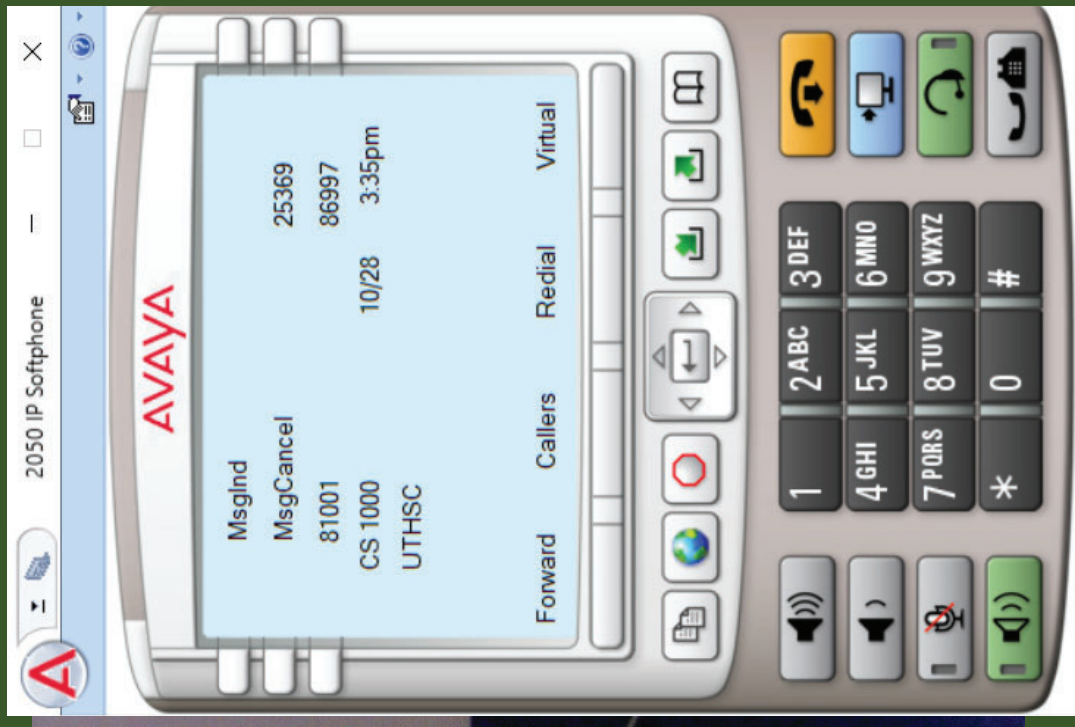 2050 IP Softphone
AVAYA
MsgInd
MsgCancel 25369
81001 86997
CS 1000 10/28 3:35pm
UTHSC
Forward Callers Redial Virtual
1 2 ABC 3 DEF
4 GHI 5 JKL 6 MNO
7 PQRS 8 TUV 9 WXYZ
* 0 #